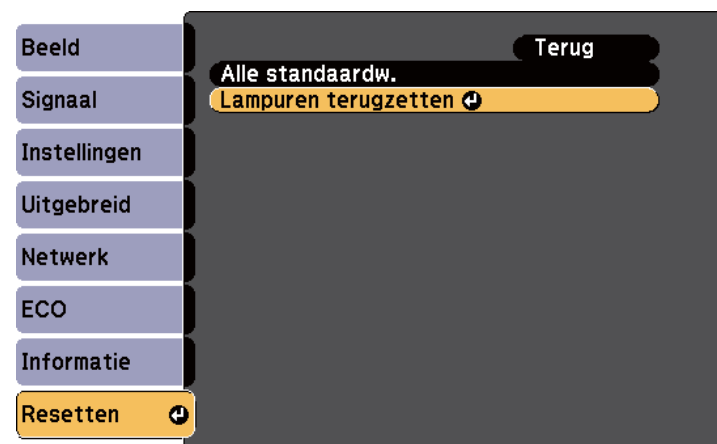 Beeld
Signaal
Instellingen
Uitgebreid
Netwerk
ECO
Informatie
Resetten
Terug
Alle standaardw.
Lampuren terugzetten